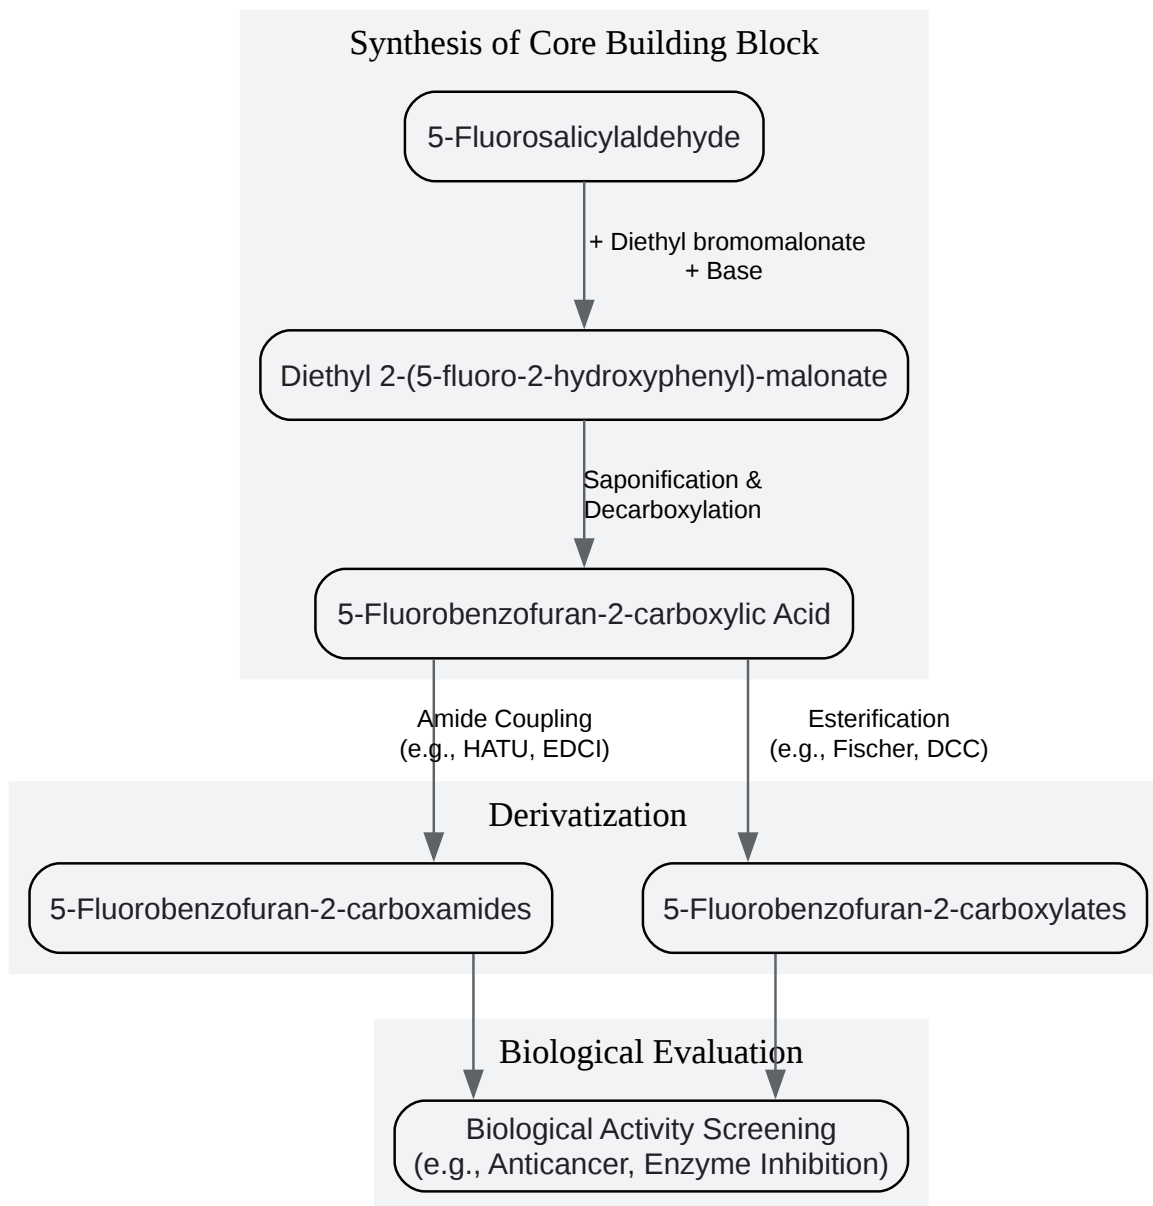 Synthesis of Core Building Block
5-Fluorosalicylaldehyde
+ Diethyl bromomalonate
+ Base
Diethyl 2-(5-fluoro-2-hydroxyphenyl)-malonate
Saponification &
Decarboxylation
5-Fluorobenzofuran-2-carboxylic Acid
Amide Coupling
(e.g., HATU, EDCI)
Esterification
(e.g., Fischer, DCC)
Derivatization
5-Fluorobenzofuran-2-carboxamides
5-Fluorobenzofuran-2-carboxylates
Biological Evaluation
Biological Activity Screening
(e.g., Anticancer, Enzyme Inhibition)